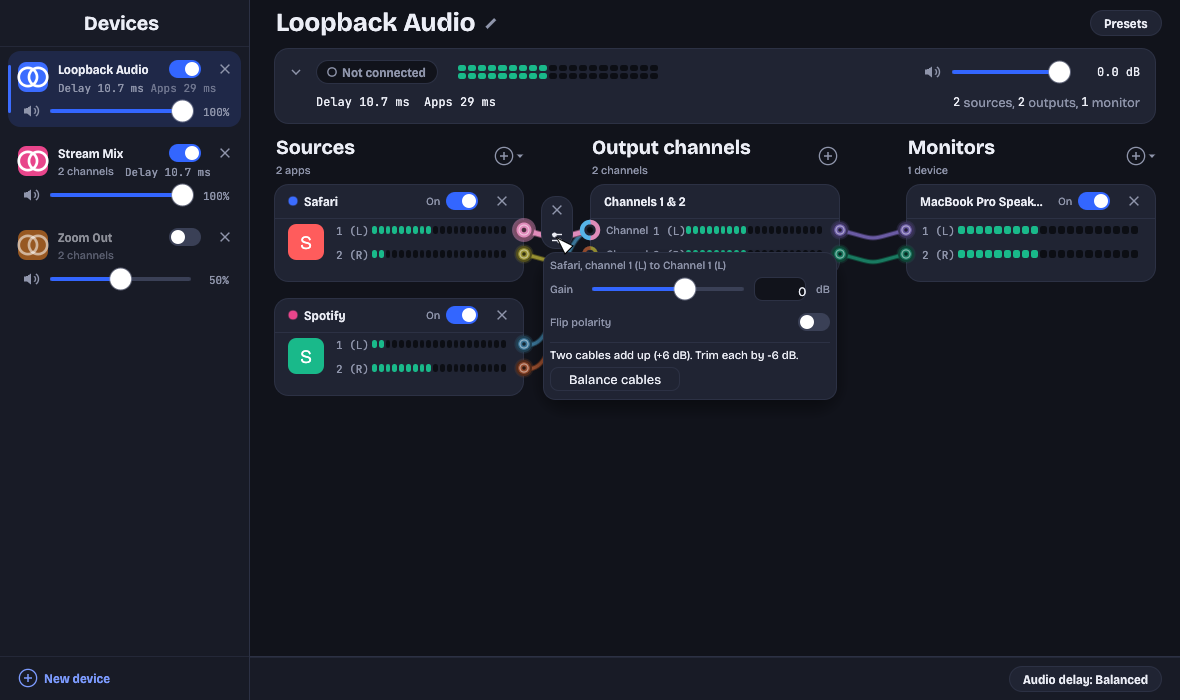 Devices
Loopback Audio
Delay 10.7 ms Apps 29 ms
100%
Stream Mix
2 channels Delay 10.7 ms
100%
Zoom Out
2 channels
50%
New device
Loopback Audio
Presets
Not connected
0.0 dB
Delay 10.7 ms Apps 29 ms
2 sources, 2 outputs, 1 monitor
Sources
2 apps
Safari On
S
1 (L)
2 (R)
Spotify On
S
1 (L)
2 (R)
Output channels
2 channels
Channels 1 & 2
Channel 1 (L)
Safari, channel 1 (L) to Channel 1 (L)
Gain 0 dB
Flip polarity
Two cables add up (+6 dB). Trim each by -6 dB.
Balance cables
Monitors
1 device
MacBook Pro Speak... On
1 (L)
2 (R)
Audio delay: Balanced